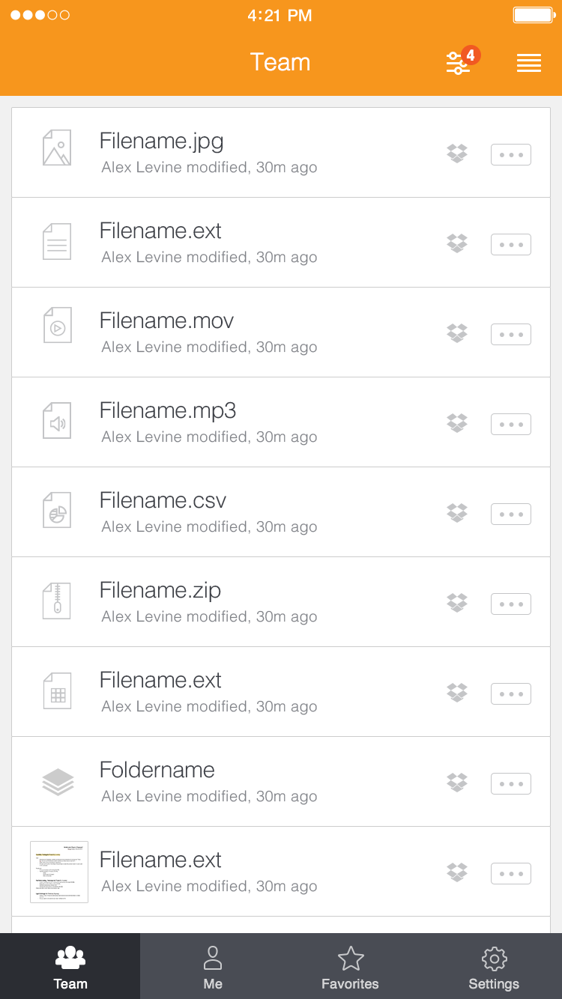 4:21 PM
Team
4
Filename.jpg
Alex Levine modified, 30m ago
Filename.ext
Alex Levine modified, 30m ago
Filename.mov
Alex Levine modified, 30m ago
Filename.mp3
Alex Levine modified, 30m ago
Filename.csv
Alex Levine modified, 30m ago
Filename.zip
Alex Levine modified, 30m ago
Filename.ext
Alex Levine modified, 30m ago
Foldername
Alex Levine modified, 30m ago
Filename.ext
Alex Levine modified, 30m ago
Team
Me
Favorites
Settings